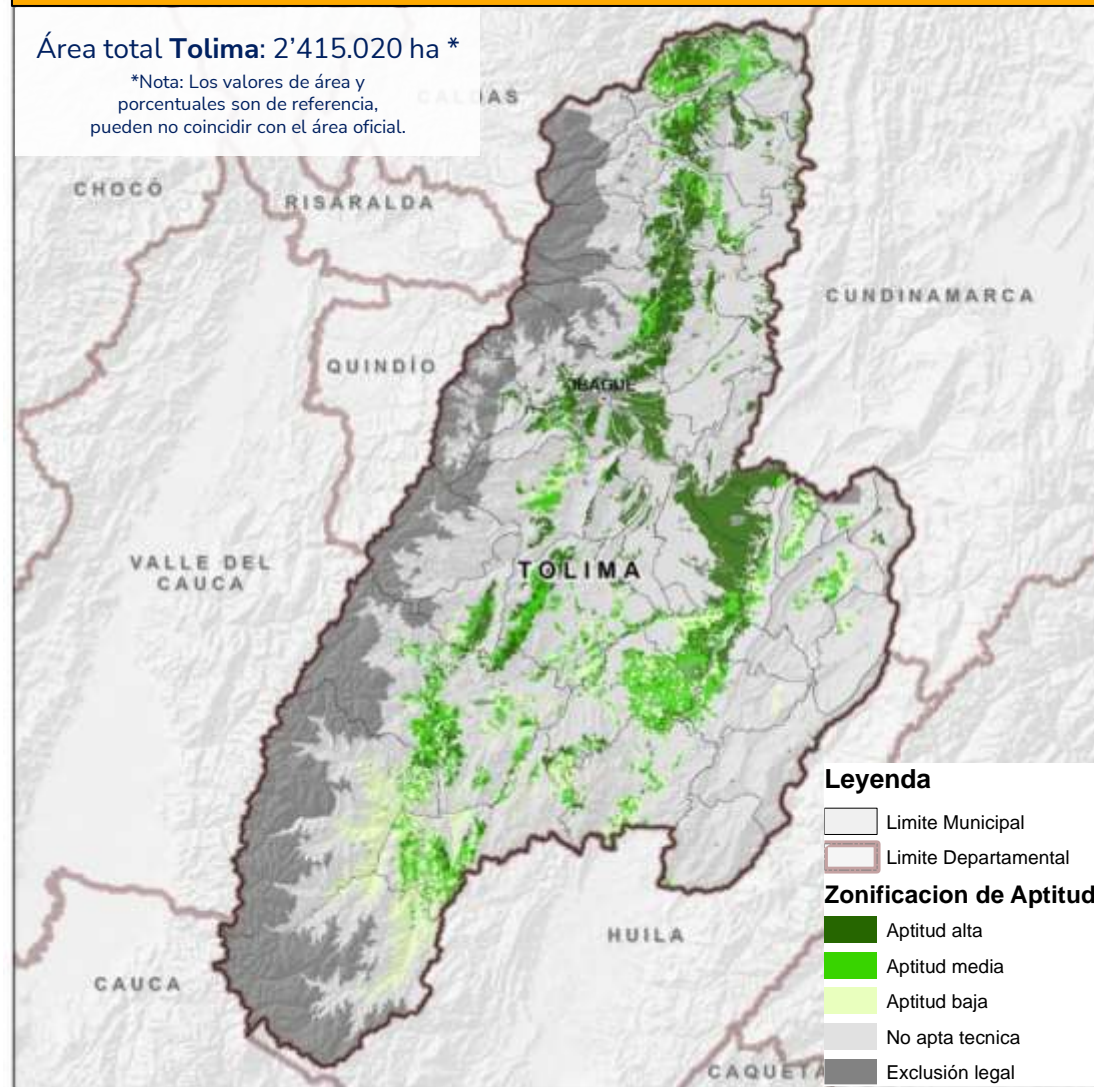 Área total Tolima: 2’415.020 ha *
*Nota: Los valores de área y
porcentuales son de referencia,
pueden no coincidir con el área oficial.
CALDAS
CHOCÓ
RISARALDA
CUNDINAMARCA
QUINDÍO
IBAGUE
VALLE DEL
CAUCA
TOLIMA
HUILA
CAUCA
CAQUETÁ
Leyenda
Limite Municipal
Limite Departamental
Zonificacion de Aptitud
Aptitud alta
Aptitud media
Aptitud baja
No apta tecnica
Exclusión legal